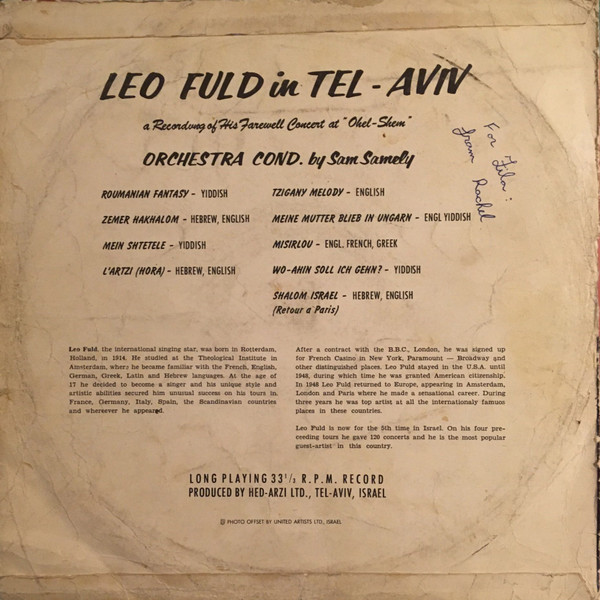 LEO FULD in TEL - AVIV
a Recordung of His Farewell Concert at "Ohel-Shem"
ORCHESTRA COND. by Sam Samely
For Lila:
from Rachel
ROUMANIAN FANTASY - YIDDISH
ZEMER HAKHALOM - HEBREW, ENGLISH
MEIN SHTETELE - YIDDISH
L'ARTZI (HORA) - HEBREW, ENGLISH
TZIGANY MELODY - ENGLISH
MEINE MUTTER BLIEB IN UNGARN - ENGL YIDDISH
MISIRLOU - ENGL. FRENCH, GREEK
WO-AHIN SOLL ICH GEHN? - YIDDISH
SHALOM ISRAEL - HEBREW, ENGLISH
(Retour a Paris)
Leo Fuld, the international singing star, was born in Rotterdam,
Holland, in 1914. He studied at the Theological Institute in
Amsterdam, where he became familiar with the French, English,
German, Greek, Latin and Hebrew languages. At the age of
17 he decided to become a singer and his unique style and
artistic abilities secured him unusual success on his tours in
France, Germany, Italy, Spain, the Scandinavian countries
and whereever he appeared.
After a contract with the B.B.C., London, he was signed up
for French Casino in New York, Paramount — Broadway and
other distinguished places. Leo Fuld stayed in the U.S.A. until
1948, during which time he was granted American citizenship.
In 1948 Leo Fuld returned to Europe, appearing in Amsterdam,
London and Paris where he made a sensational career. During
three years he was top artist at all the internationaly famous
places in these countries.
Leo Fuld is now for the 5th time in Israel. On his four pre-
ceeding tours he gave 120 concerts and he is the most popular
guest-artist in this country.
LONG PLAYING 33 1/3 R.P.M. RECORD
PRODUCED BY HED-ARZI LTD., TEL-AVIV, ISRAEL
PHOTO OFFSET BY UNITED ARTISTS LTD., ISRAEL